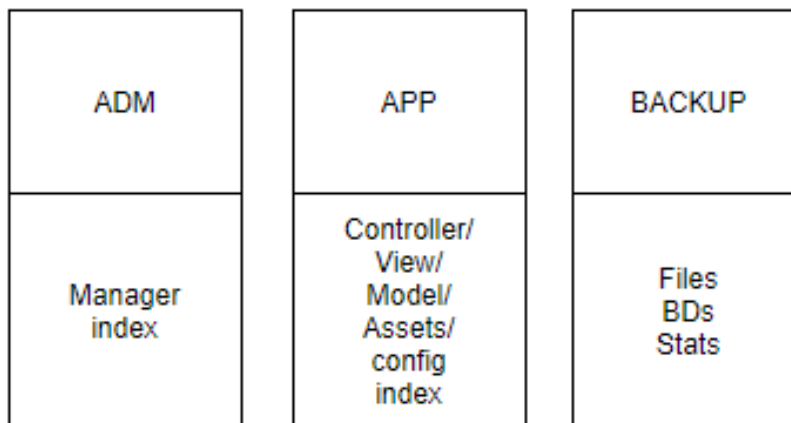 ADM
Manager
index
APP
Controller/
View/
Model/
Assets/
config
index
BACKUP
Files
BDs
Stats